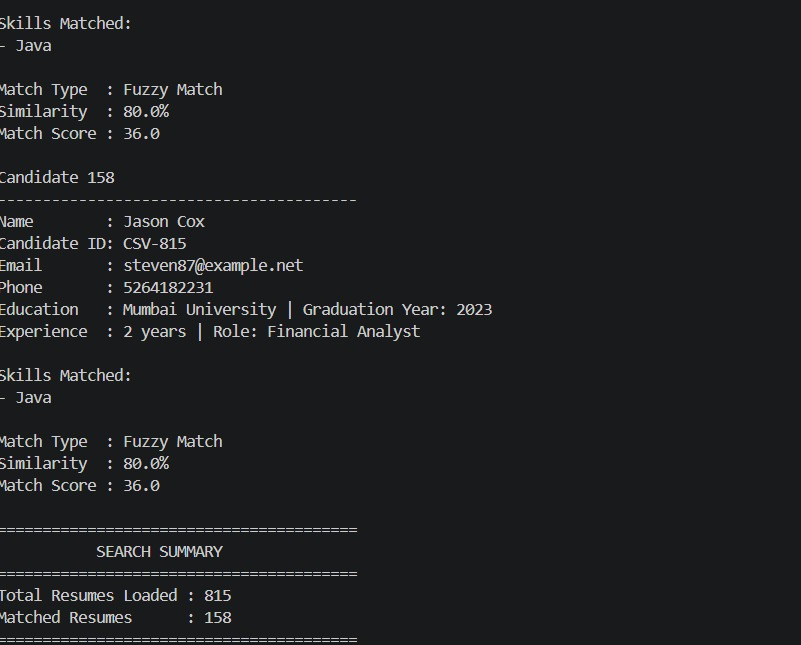 Skills Matched:
- Java
Match Type  : Fuzzy Match
Similarity  : 80.0%
Match Score : 36.0
Candidate 158
----------------------------------------
Name        : Jason Cox
Candidate ID: CSV-815
Email       : steven87@example.net
Phone       : 5264182231
Education   : Mumbai University | Graduation Year: 2023
Experience  : 2 years | Role: Financial Analyst
Skills Matched:
- Java
Match Type  : Fuzzy Match
Similarity  : 80.0%
Match Score : 36.0
========================================
SEARCH SUMMARY
========================================
Total Resumes Loaded : 815
Matched Resumes      : 158
========================================